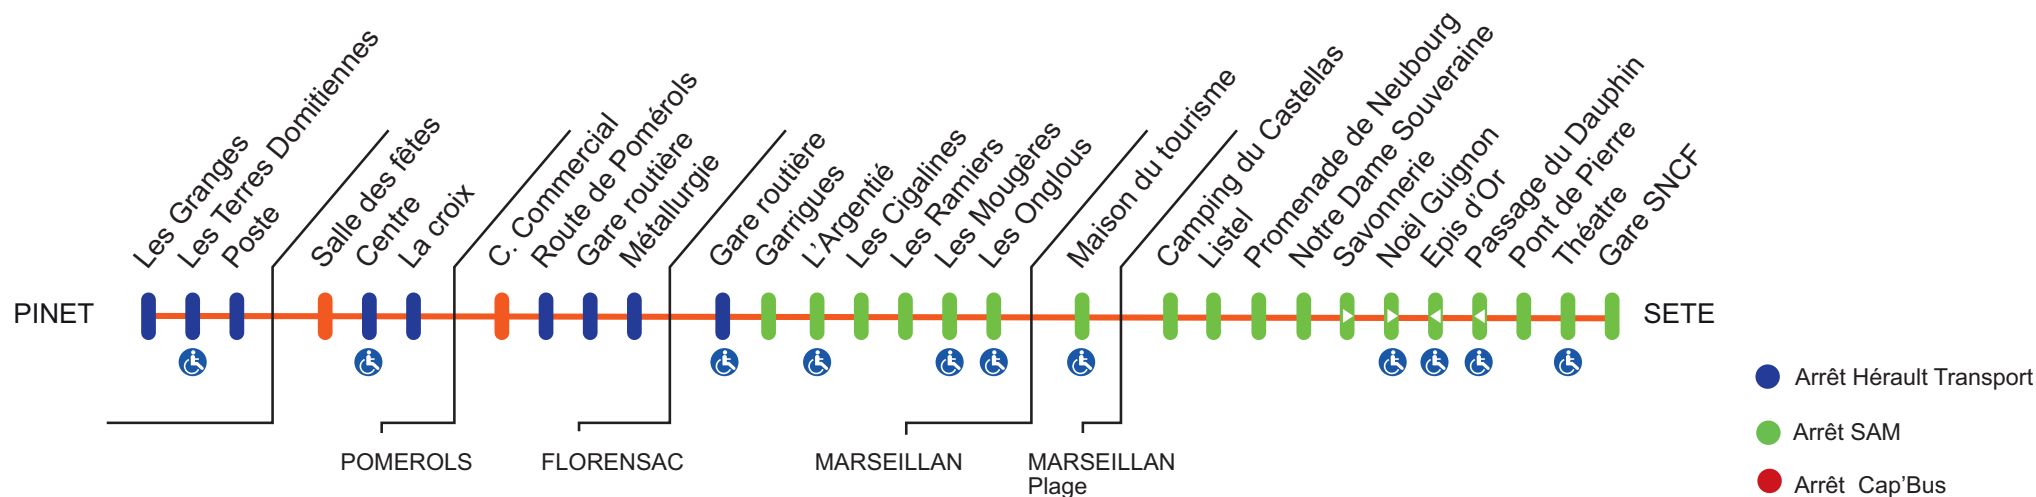 Les Granges
Les Terres Domitiennes
Poste
Salle des fêtes
Centre
La croix
C. Commercial
Route de Pomérols
Gare routière
Métallurgie
Gare routière
Garrigues
L'Argentié
Les Cigalines
Les Ramiers
Les Mougères
Les Onglous
Maison du tourisme
Camping du Castellas
Listel
Promenade de Neubourg
Notre Dame Souveraine
Savonnerie
Noël Guignon
Epis d'Or
Passage du Dauphin
Pont de Pierre
Théatre
Gare SNCF
PINET
SETE
POMEROLS
FLORENSAC
MARSEILLAN
MARSEILLAN
Plage
Arrêt Hérault Transport
Arrêt SAM
Arrêt Cap'Bus